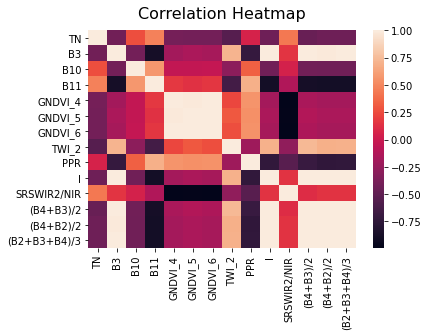 Correlation Heatmap
TN
B3
B10
B11
GNDVI_4
GNDVI_5
GNDVI_6
TWI_2
PPR
I
SRSWIR2/NIR
(B4+B3)/2
(B4+B2)/2
(B2+B3+B4)/3
TN
B3
B10
B11
GNDVI_4
GNDVI_5
GNDVI_6
TWI_2
PPR
I
SRSWIR2/NIR
(B4+B3)/2
(B4+B2)/2
(B2+B3+B4)/3
1.00
0.75
0.50
0.25
0.00
−0.25
−0.50
−0.75